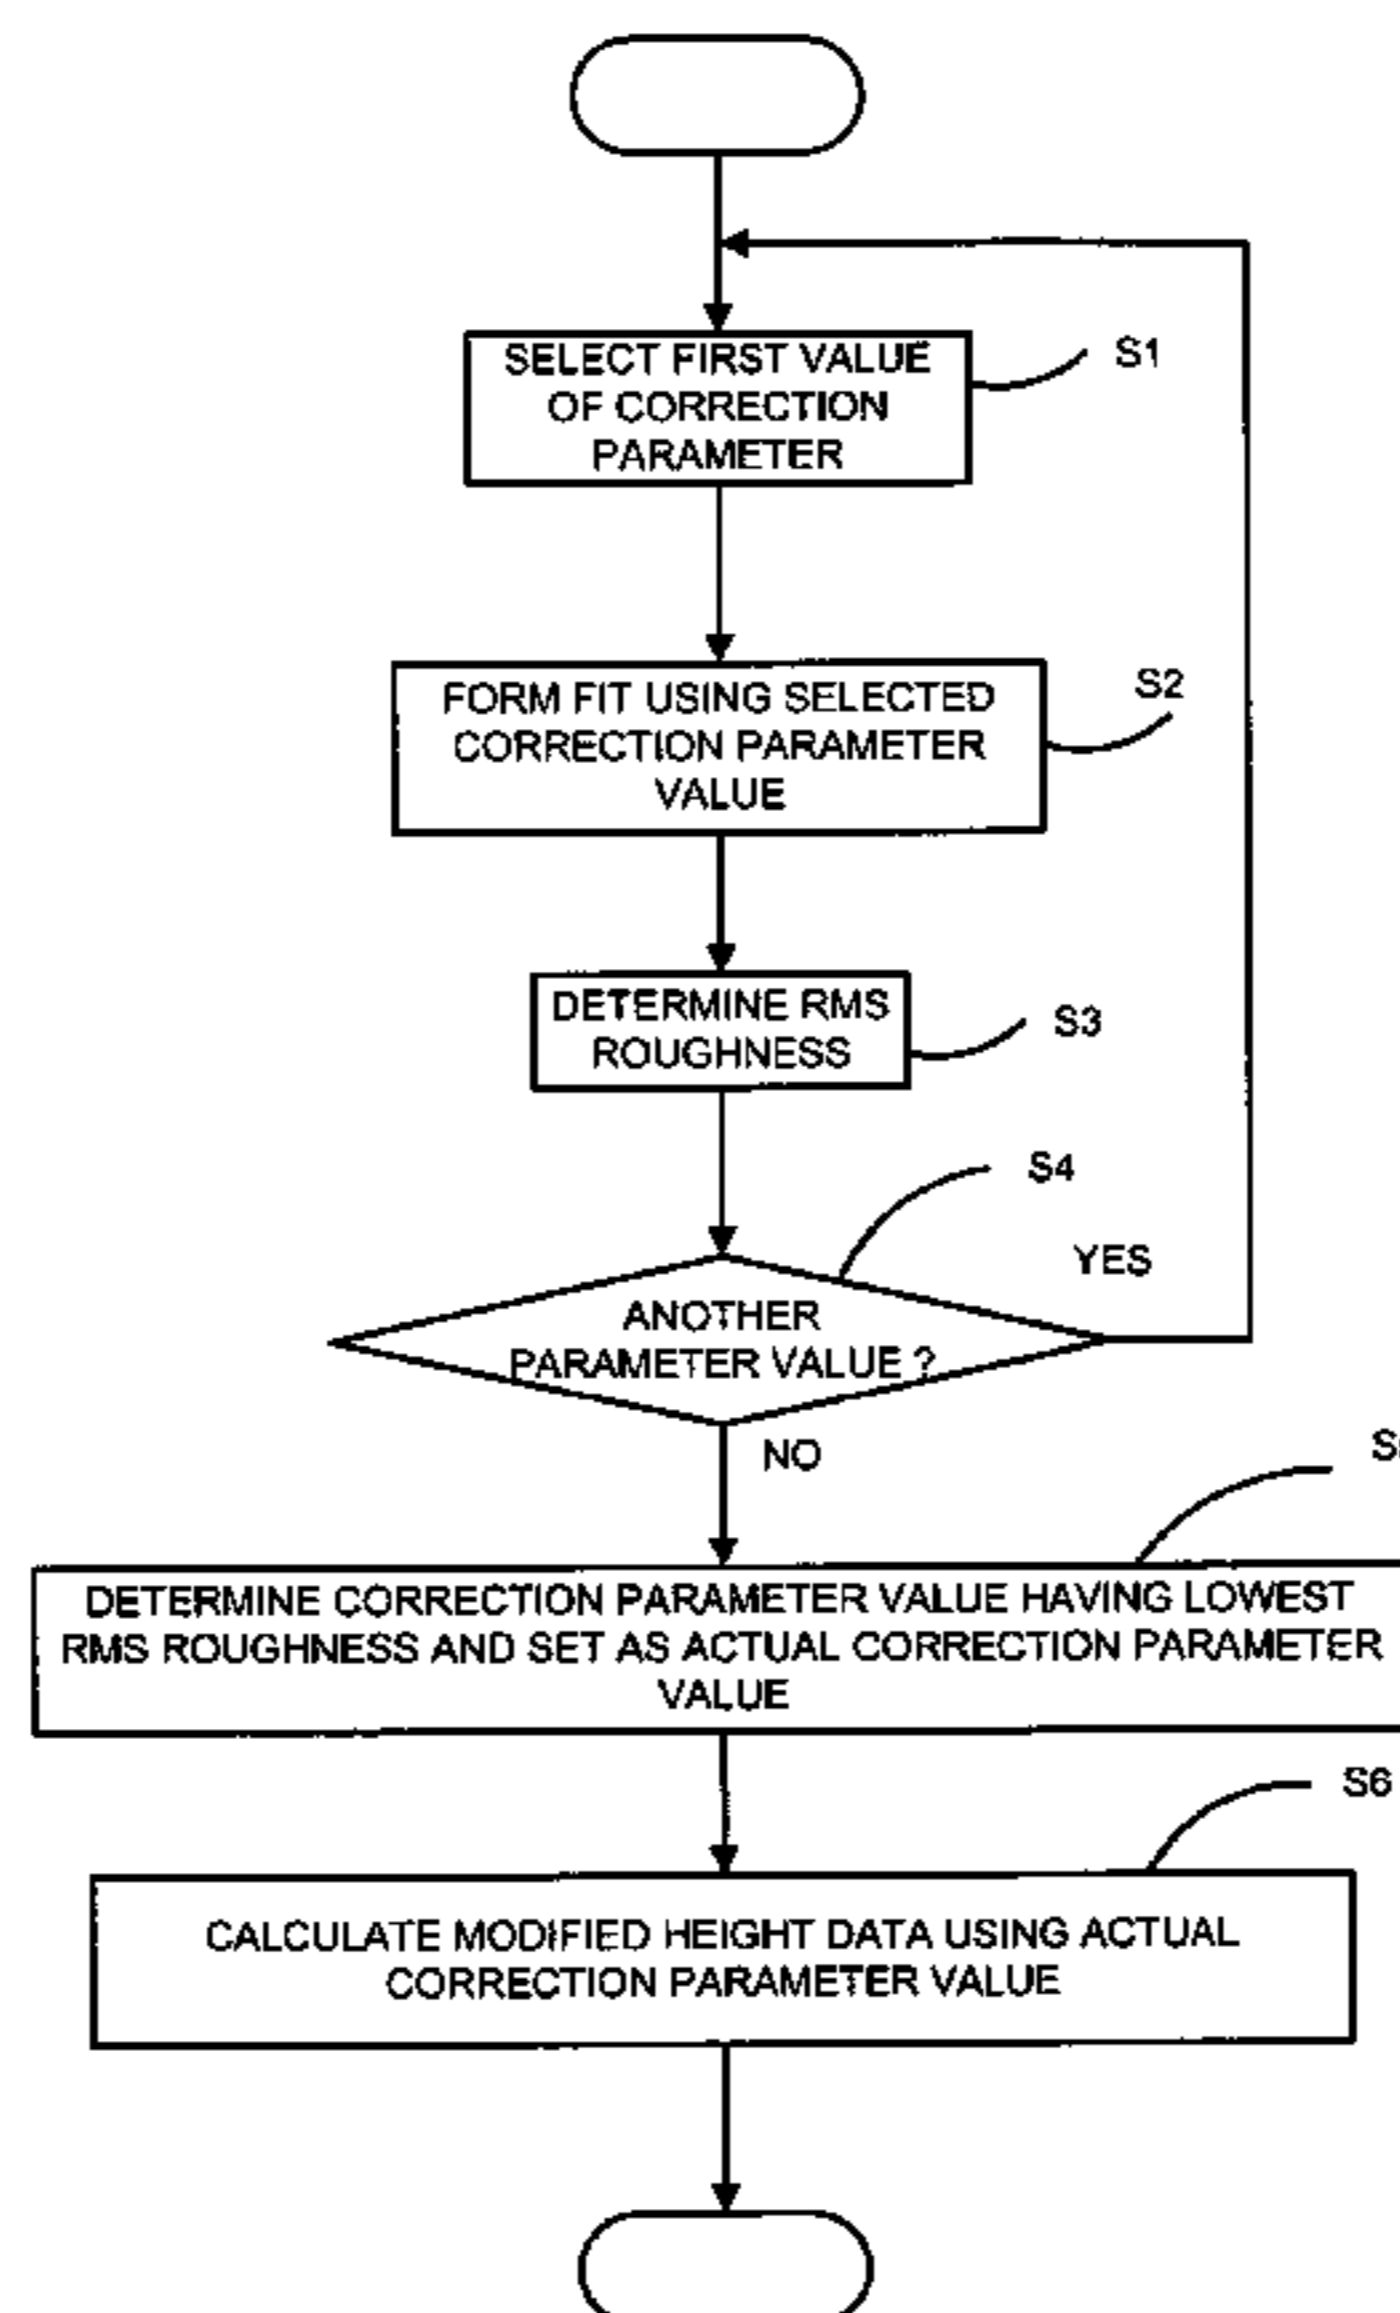 SELECT FIRST VALUE
OF CORRECTION
PARAMETER
S1
FORM FIT USING SELECTED
CORRECTION PARAMETER
VALUE
S2
DETERMINE RMS
ROUGHNESS
S3
S4
YES
ANOTHER
PARAMETER VALUE ?
NO
DETERMINE CORRECTION PARAMETER VALUE HAVING LOWEST
RMS ROUGHNESS AND SET AS ACTUAL CORRECTION PARAMETER
VALUE
S6
CALCULATE MODIFIED HEIGHT DATA USING ACTUAL
CORRECTION PARAMETER VALUE